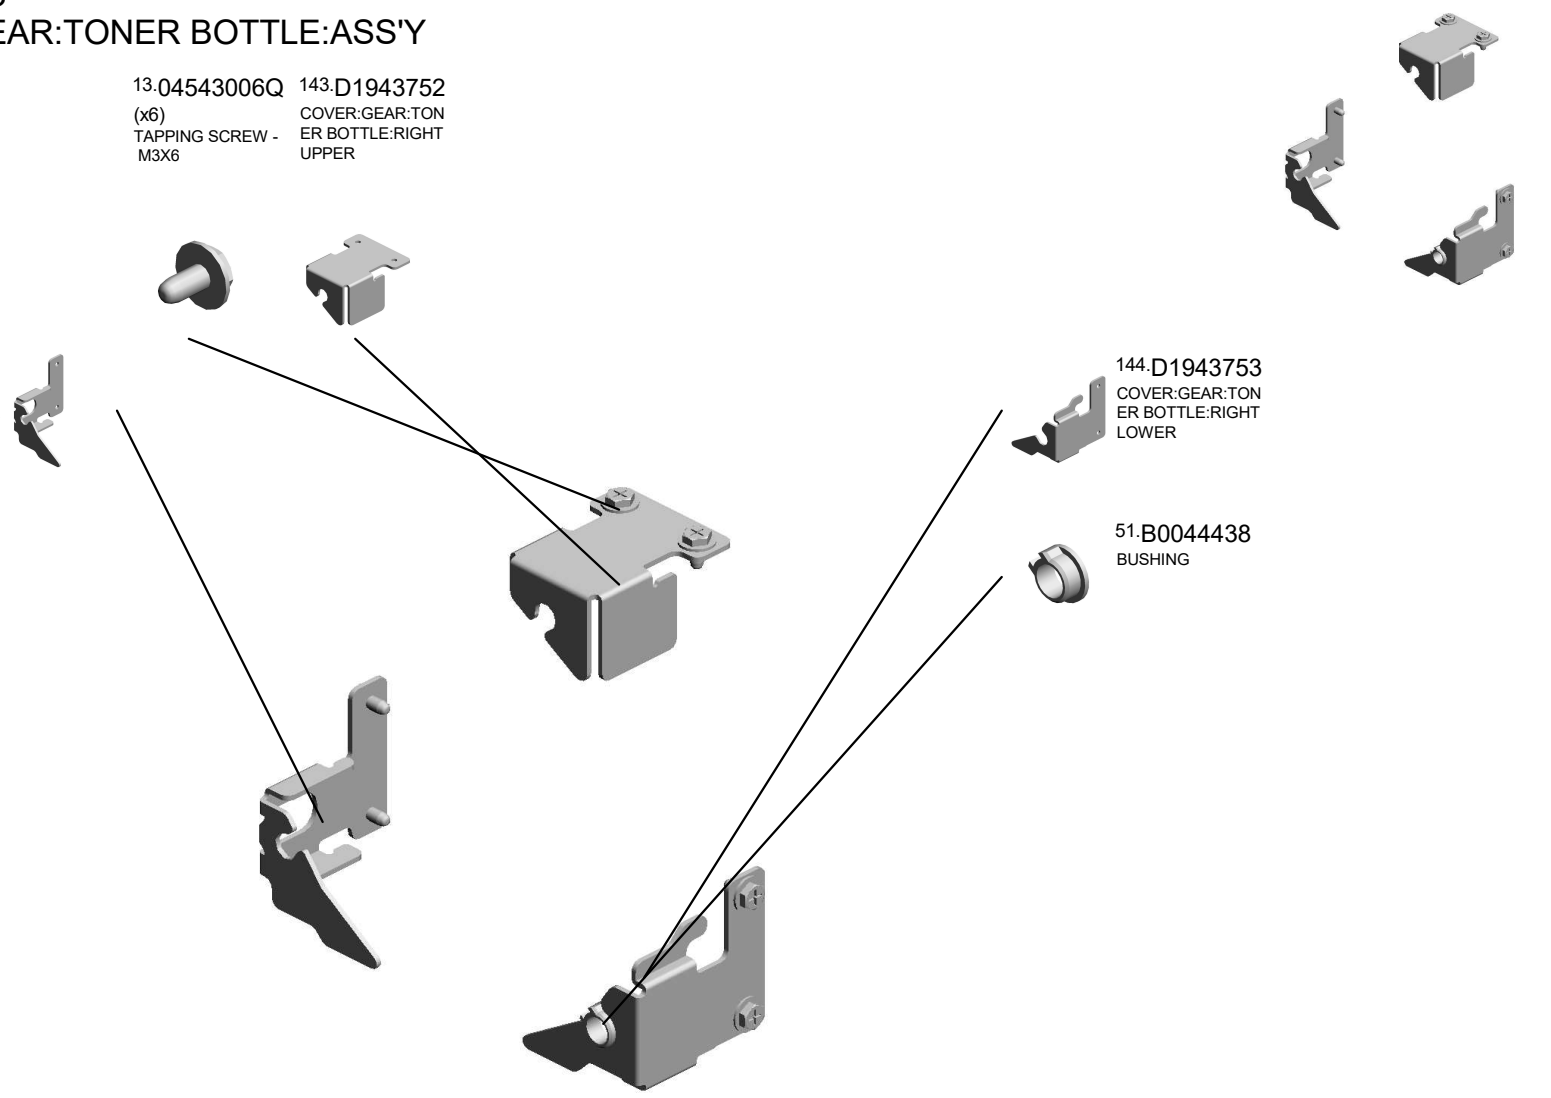 EAR:TONER BOTTLE:ASS'Y
13.04543006Q
(x6)
TAPPING SCREW -
M3X6
143.D1943752
COVER:GEAR:TON
ER BOTTLE:RIGHT
UPPER
144.D1943753
COVER:GEAR:TON
ER BOTTLE:RIGHT
LOWER
51.B0044438
BUSHING